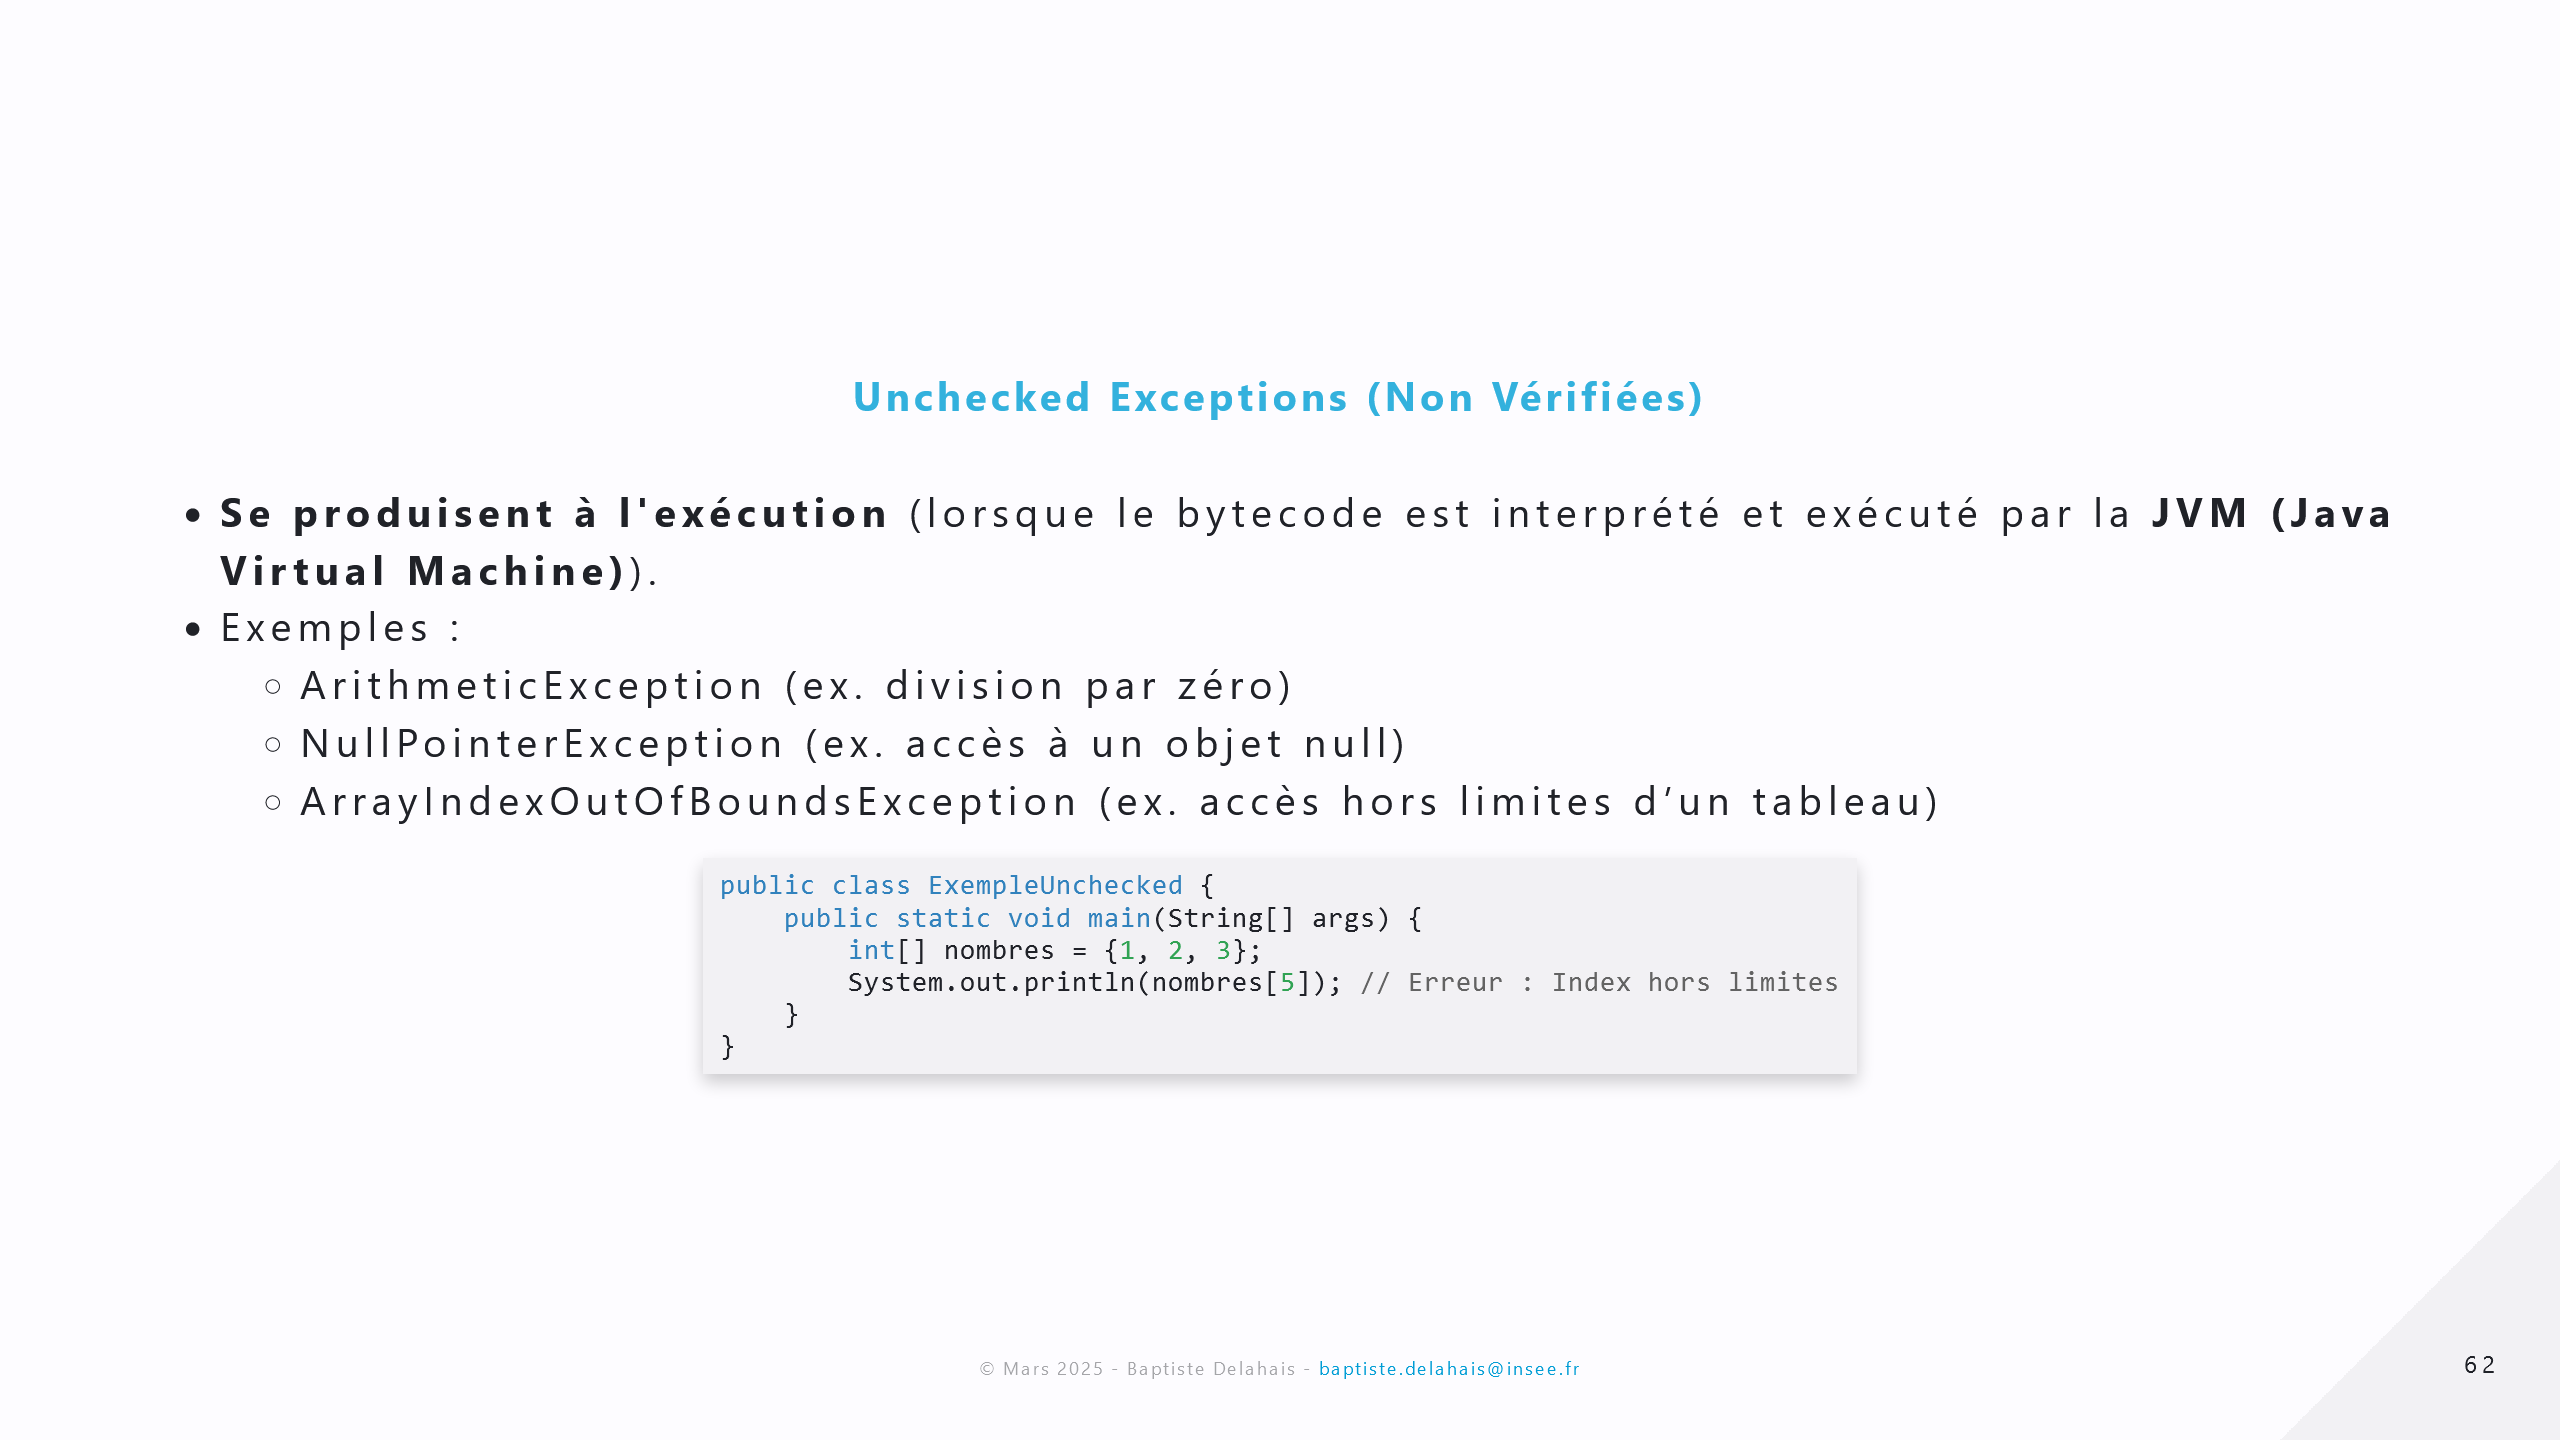 Unchecked Exceptions (Non Vérifiées)
• Se produisent à l'exécution (lorsque le bytecode est interprété et exécuté par la JVM (Java
Virtual Machine)).
• Exemples :
○ ArithmeticException (ex. division par zéro)
○ NullPointerException (ex. accès à un objet null)
○ ArrayIndexOutOfBoundsException (ex. accès hors limites d’un tableau)
public class ExempleUnchecked {
    public static void main(String[] args) {
        int[] nombres = {1, 2, 3};
        System.out.println(nombres[5]); // Erreur : Index hors limites
    }
}
© Mars 2025 - Baptiste Delahais - baptiste.delahais@insee.fr
62